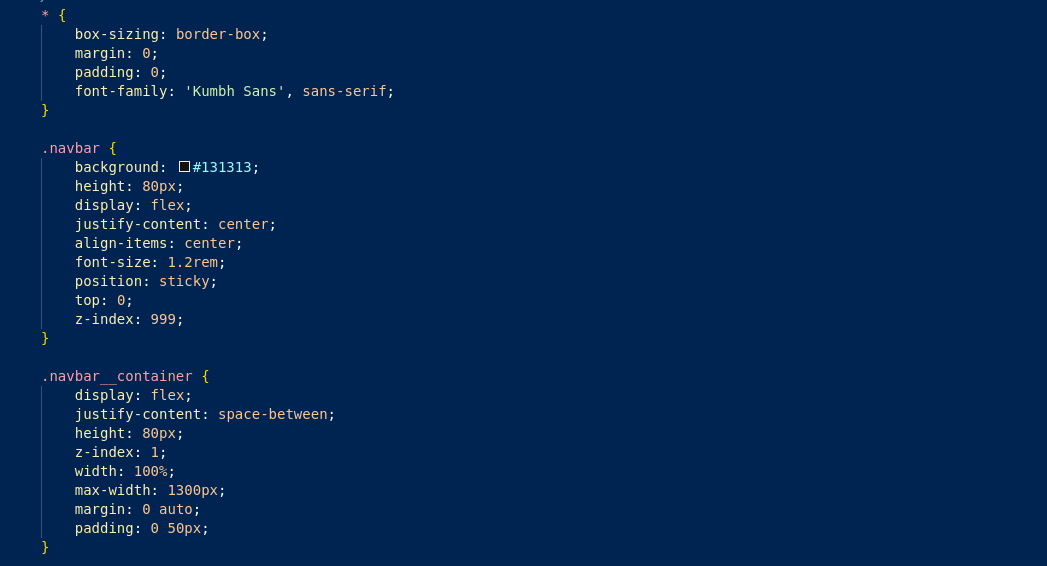 * {
    box-sizing: border-box;
    margin: 0;
    padding: 0;
    font-family: 'Kumbh Sans', sans-serif;
}

.navbar {
    background: #131313;
    height: 80px;
    display: flex;
    justify-content: center;
    align-items: center;
    font-size: 1.2rem;
    position: sticky;
    top: 0;
    z-index: 999;
}

.navbar__container {
    display: flex;
    justify-content: space-between;
    height: 80px;
    z-index: 1;
    width: 100%;
    max-width: 1300px;
    margin: 0 auto;
    padding: 0 50px;
}